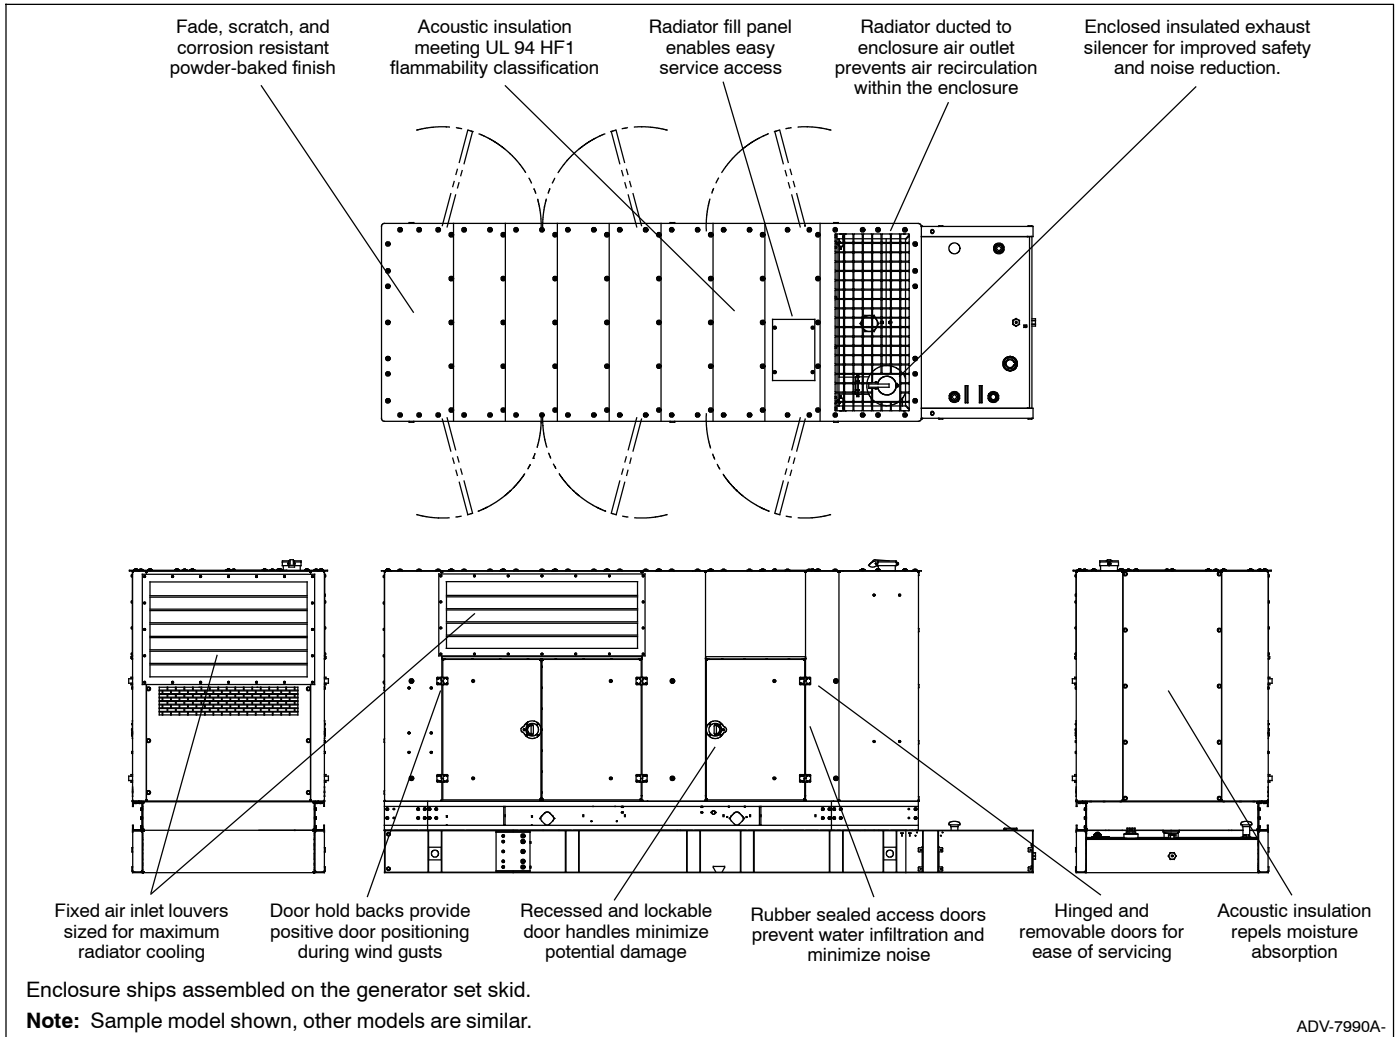 Fade, scratch, and
corrosion resistant
powder-baked finish
Acoustic insulation
meeting UL 94 HF1
flammability classification
Radiator fill panel
enables easy
service access
Radiator ducted to
enclosure air outlet
prevents air recirculation
within the enclosure
Enclosed insulated exhaust
silencer for improved safety
and noise reduction.
Fixed air inlet louvers
sized for maximum
radiator cooling
Door hold backs provide
positive door positioning
during wind gusts
Recessed and lockable
door handles minimize
potential damage
Rubber sealed access doors
prevent water infiltration and
minimize noise
Hinged and
removable doors for
ease of servicing
Acoustic insulation
repels moisture
absorption
Enclosure ships assembled on the generator set skid.
Note: Sample model shown, other models are similar.
ADV-7990A-